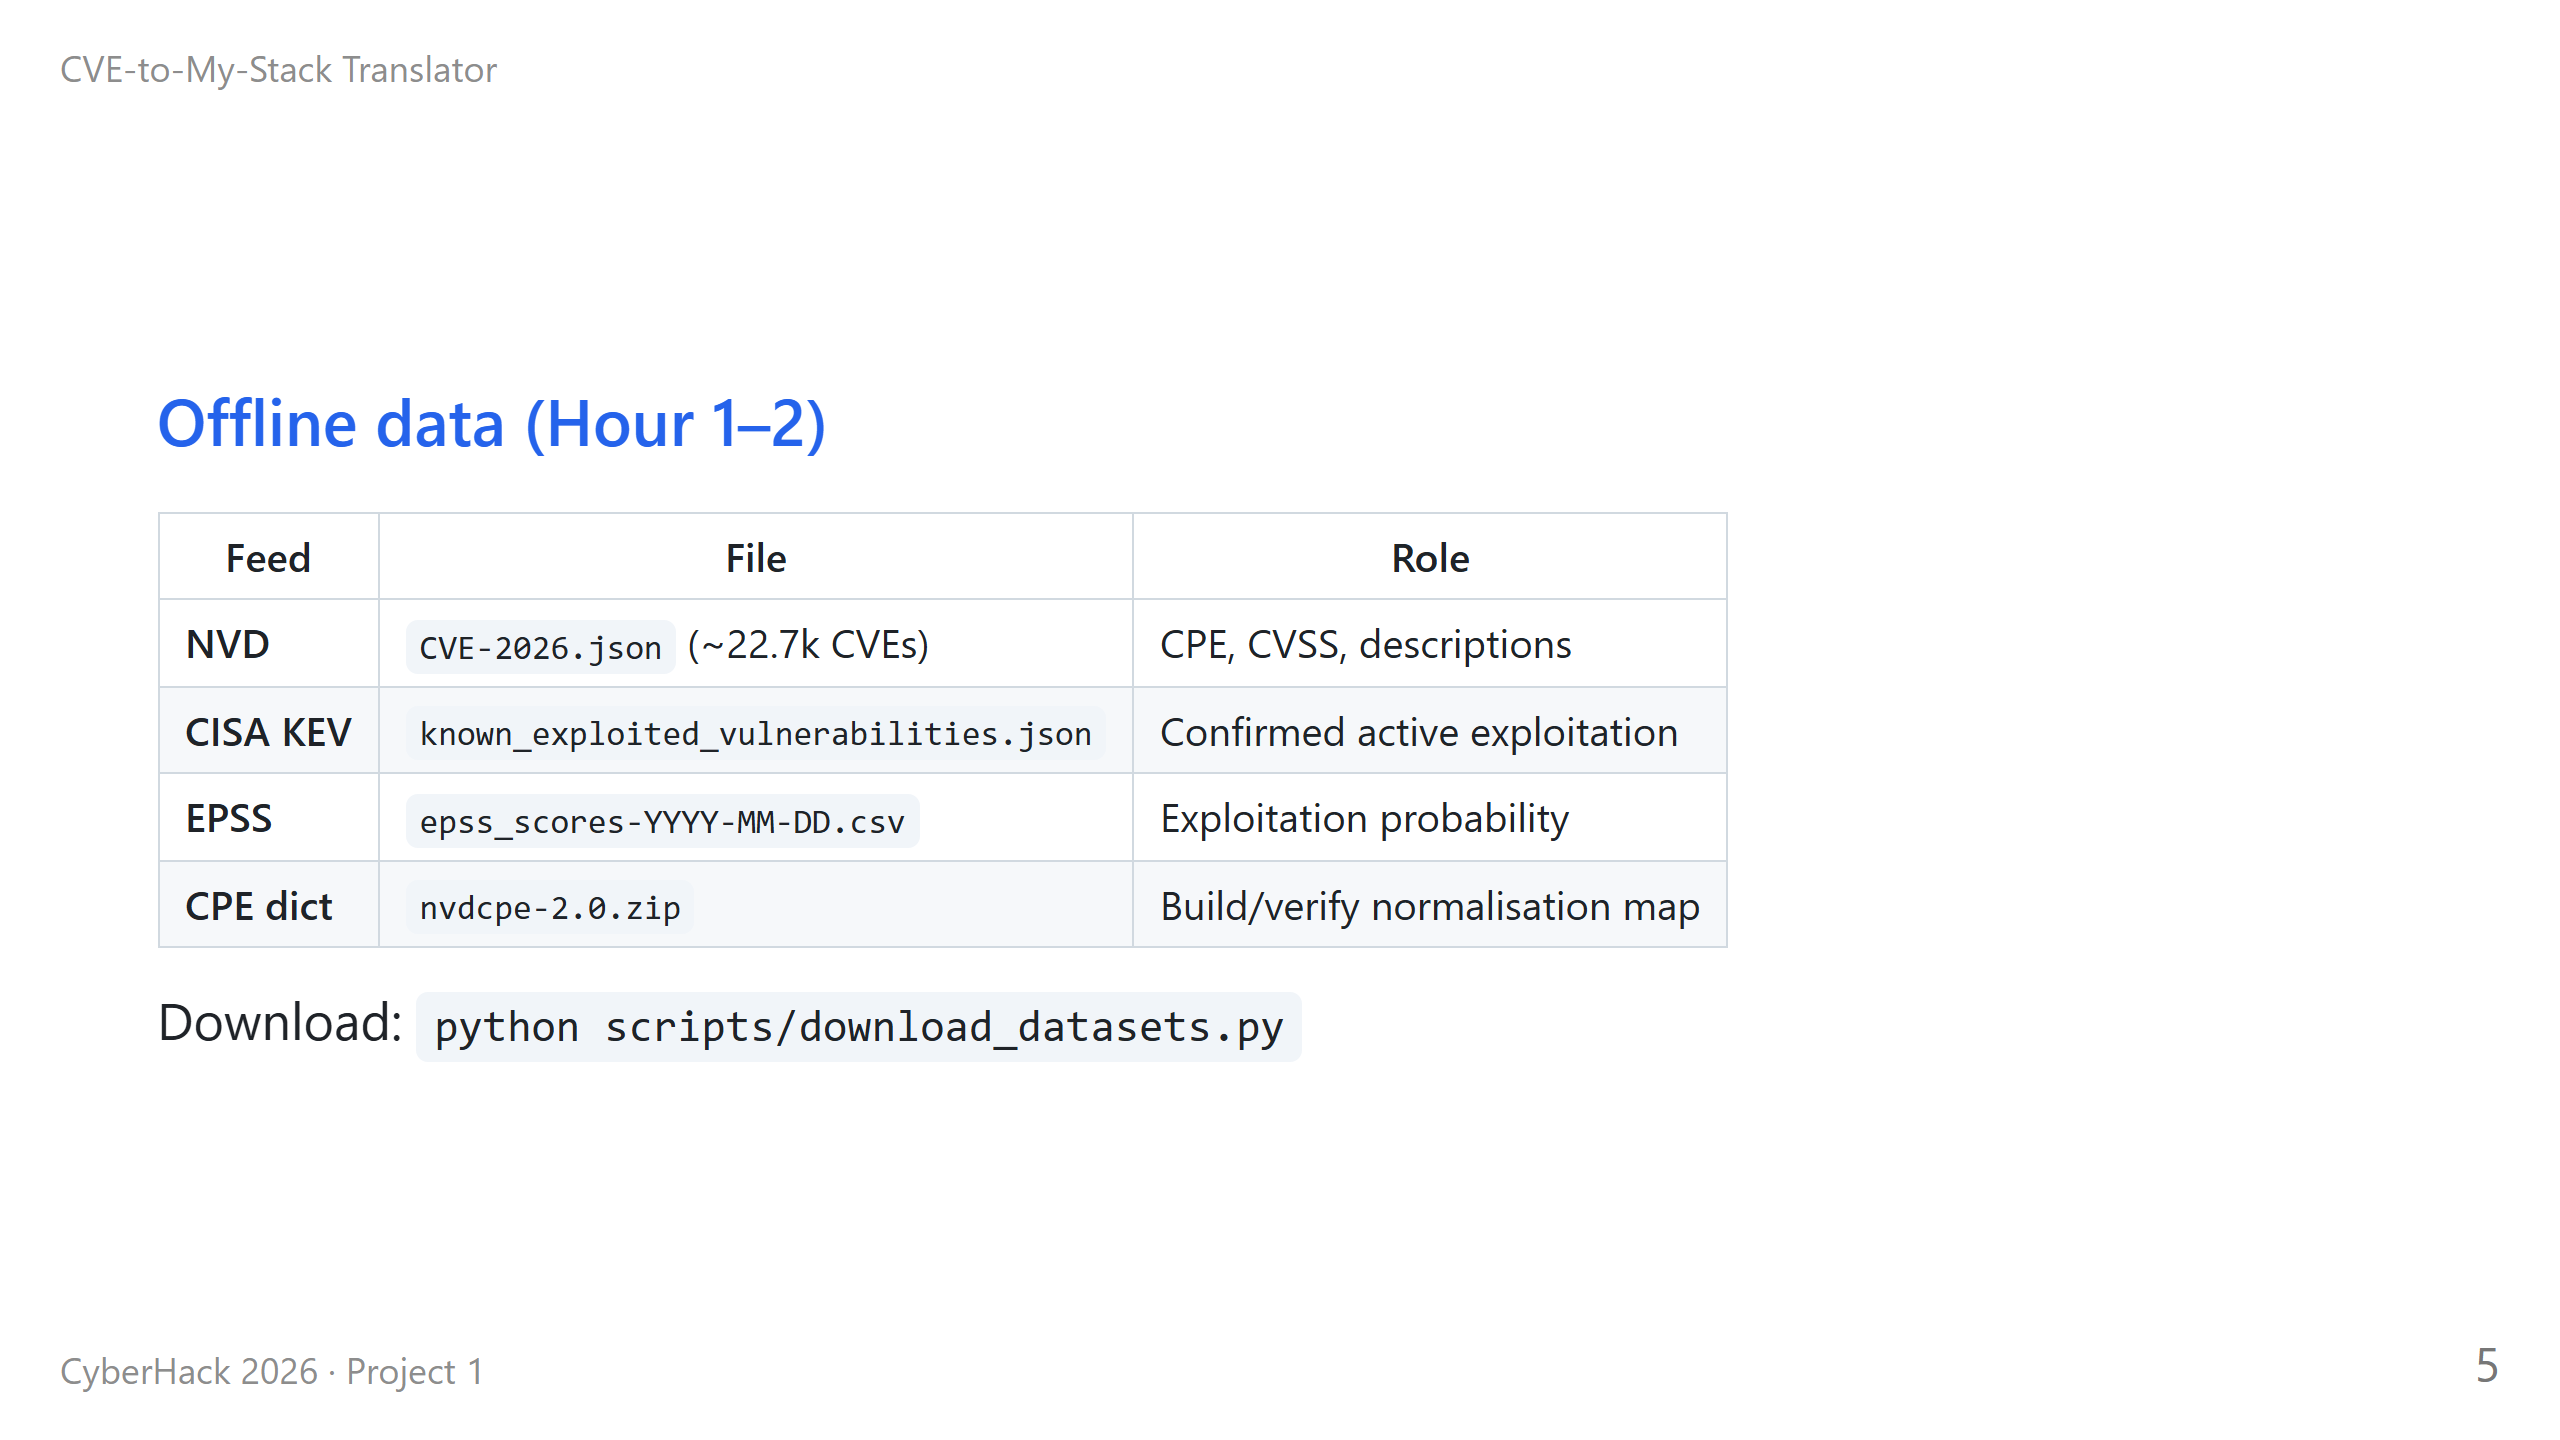 CVE-to-My-Stack Translator
Offline data (Hour 1–2)
Feed File Role
NVD CVE-2026.json (~22.7k CVEs) CPE, CVSS, descriptions
CISA KEV known_exploited_vulnerabilities.json Confirmed active exploitation
EPSS epss_scores-YYYY-MM-DD.csv Exploitation probability
CPE dict nvdcpe-2.0.zip Build/verify normalisation map
Download: python scripts/download_datasets.py
CyberHack 2026 · Project 1
5